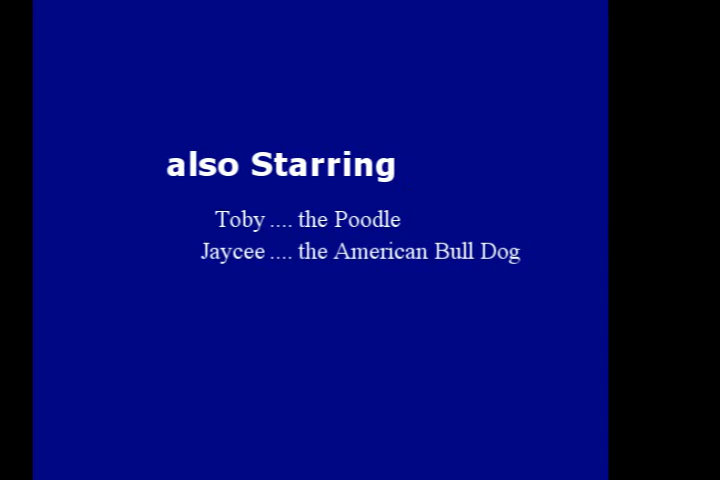 also Starring
Toby .... the Poodle
Jaycee .... the American Bull Dog